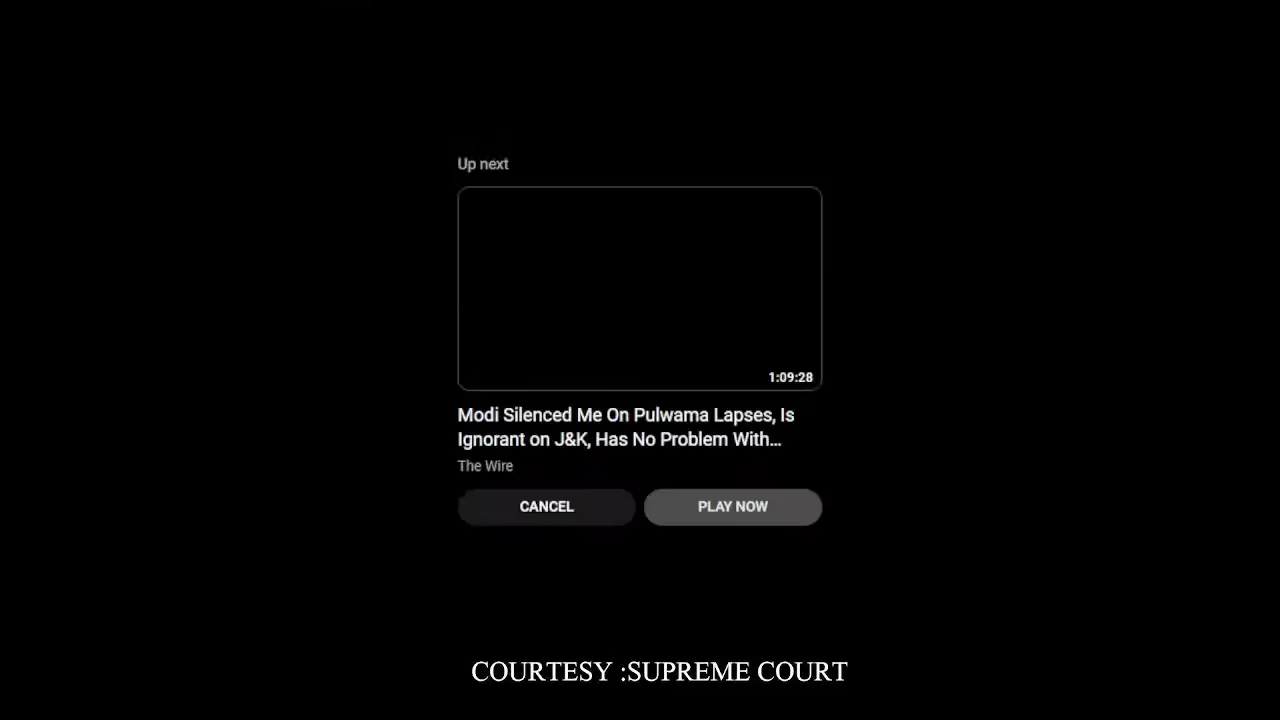 Up next
1:09:28
Modi Silenced Me On Pulwama Lapses, Is
Ignorant on J&K, Has No Problem With...
The Wire
CANCEL
PLAY NOW
COURTESY :SUPREME COURT